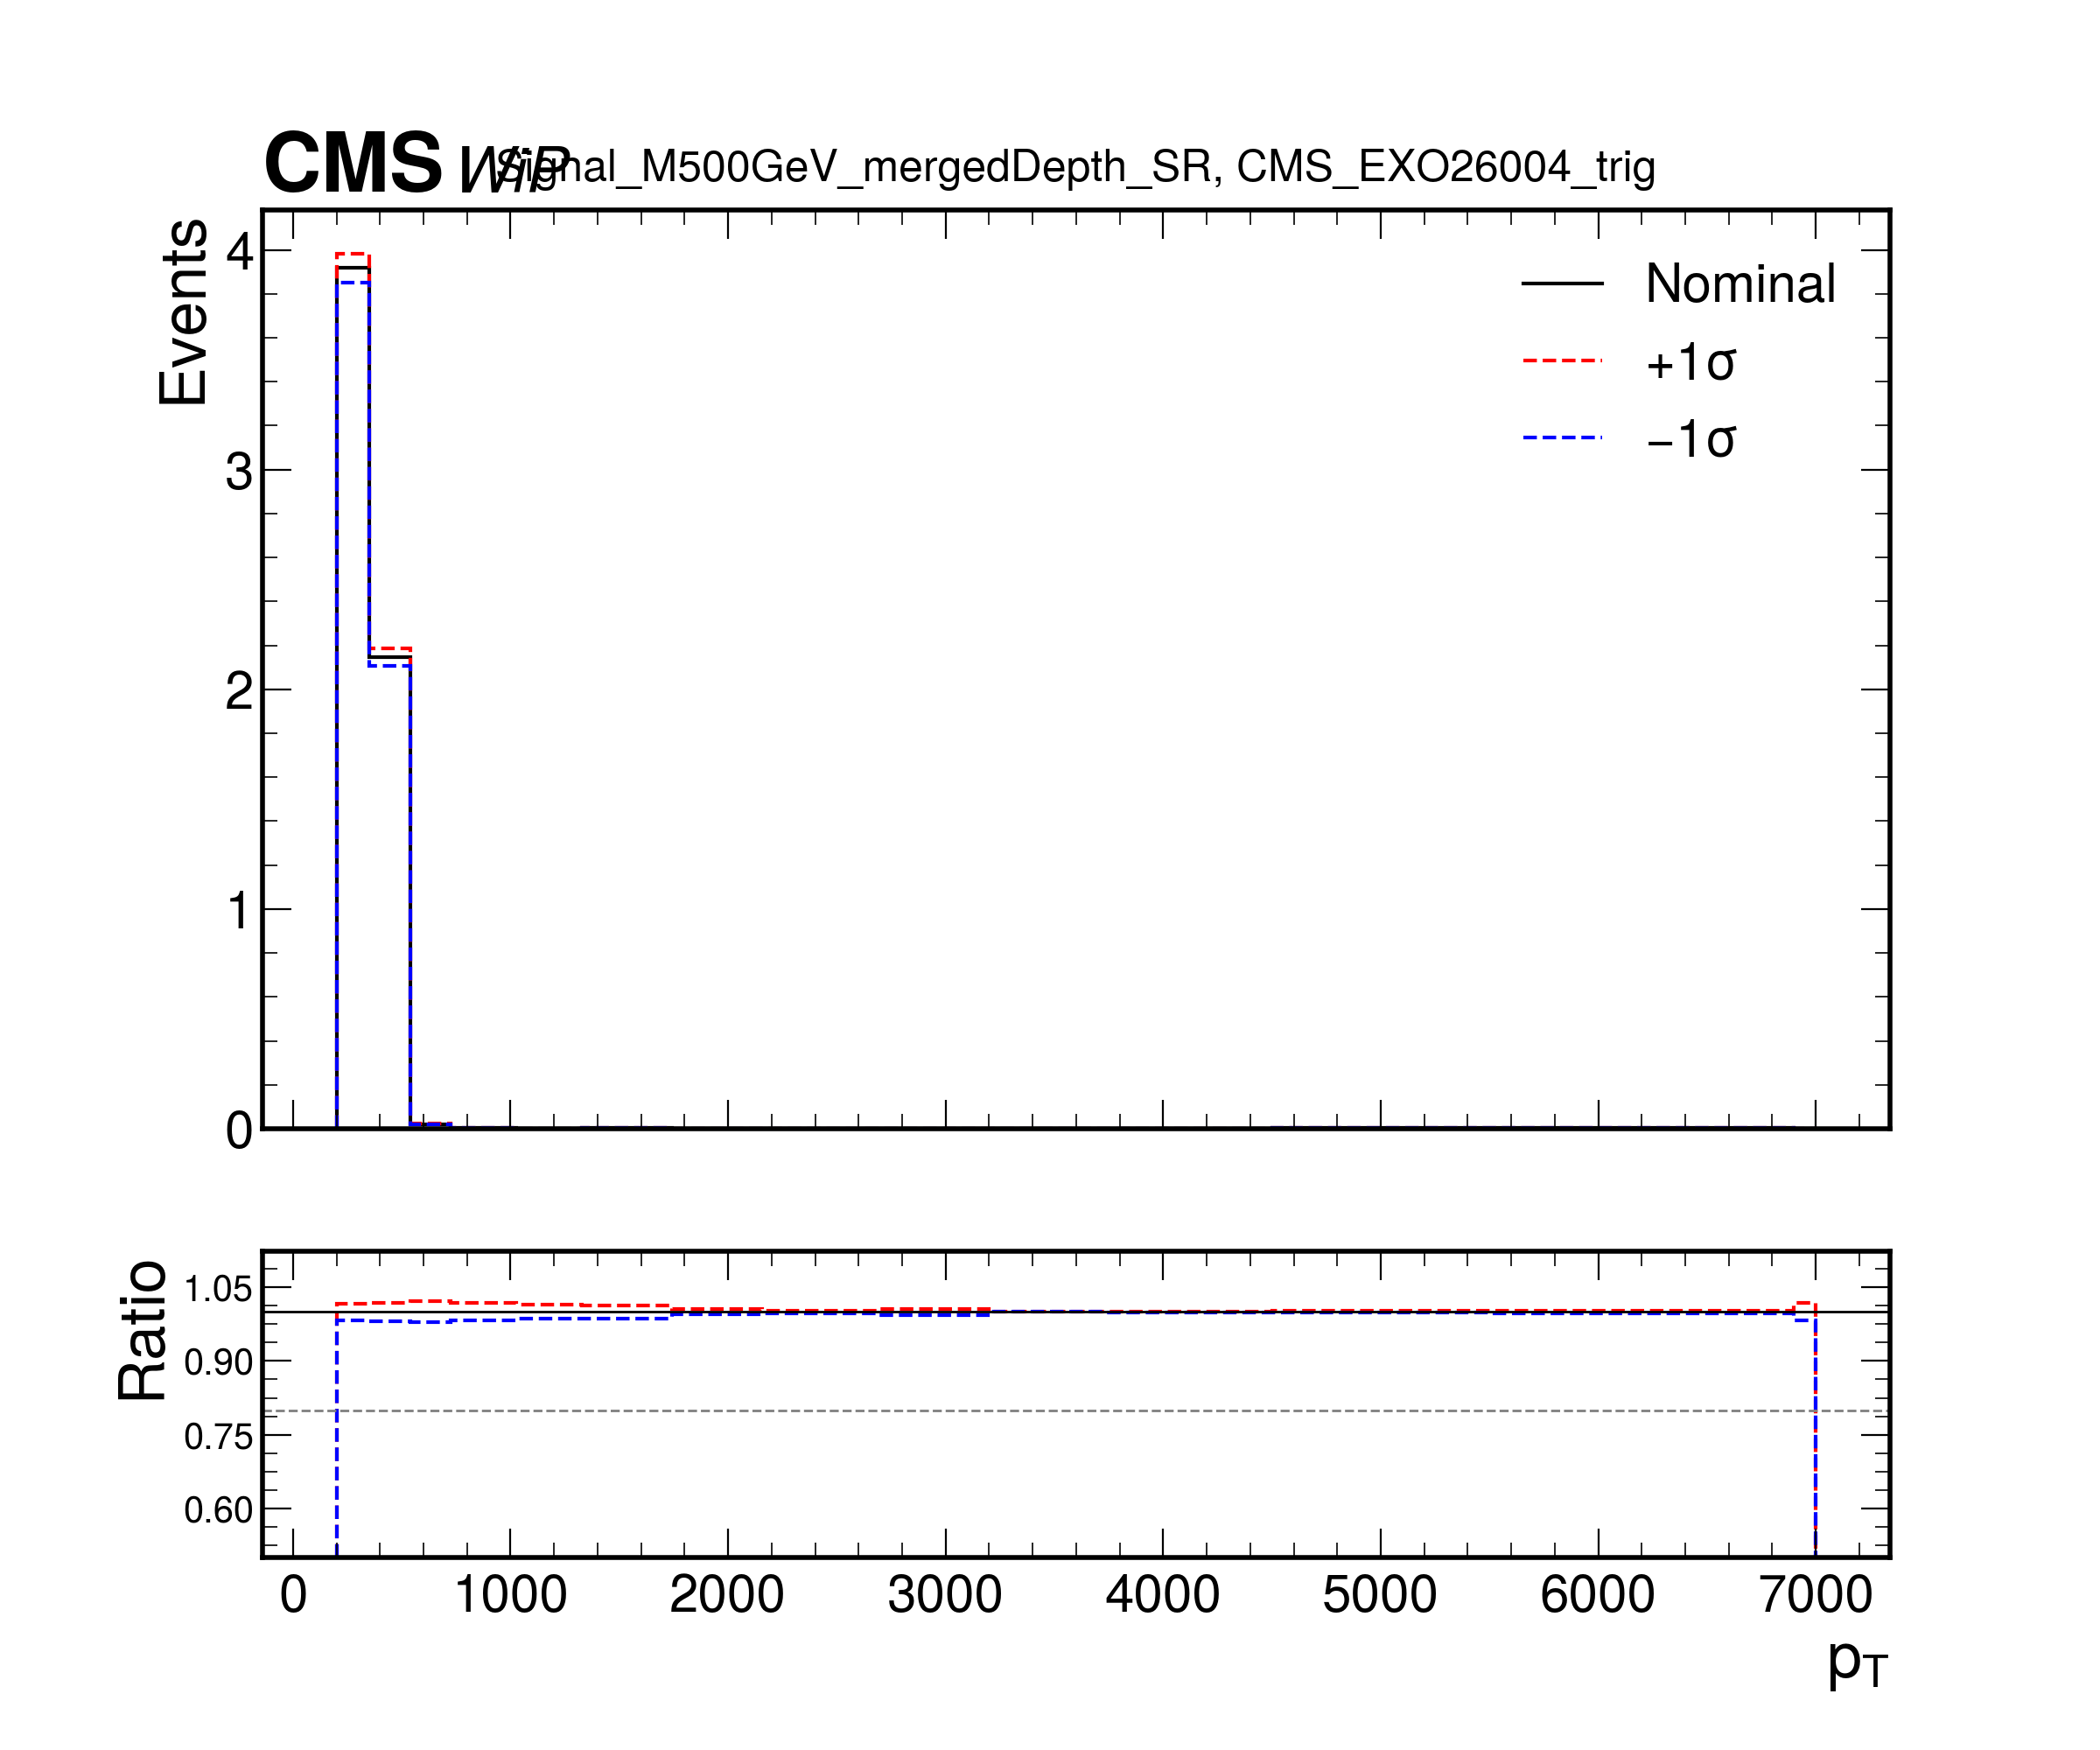 CMS WiP Signal_M500GeV_mergedDepth_SR, CMS_EXO26004_trig
Events
4
3
2
1
0
Nominal
+1σ
−1σ
Ratio
1.05
0.90
0.75
0.60
0 1000 2000 3000 4000 5000 6000 7000
pT